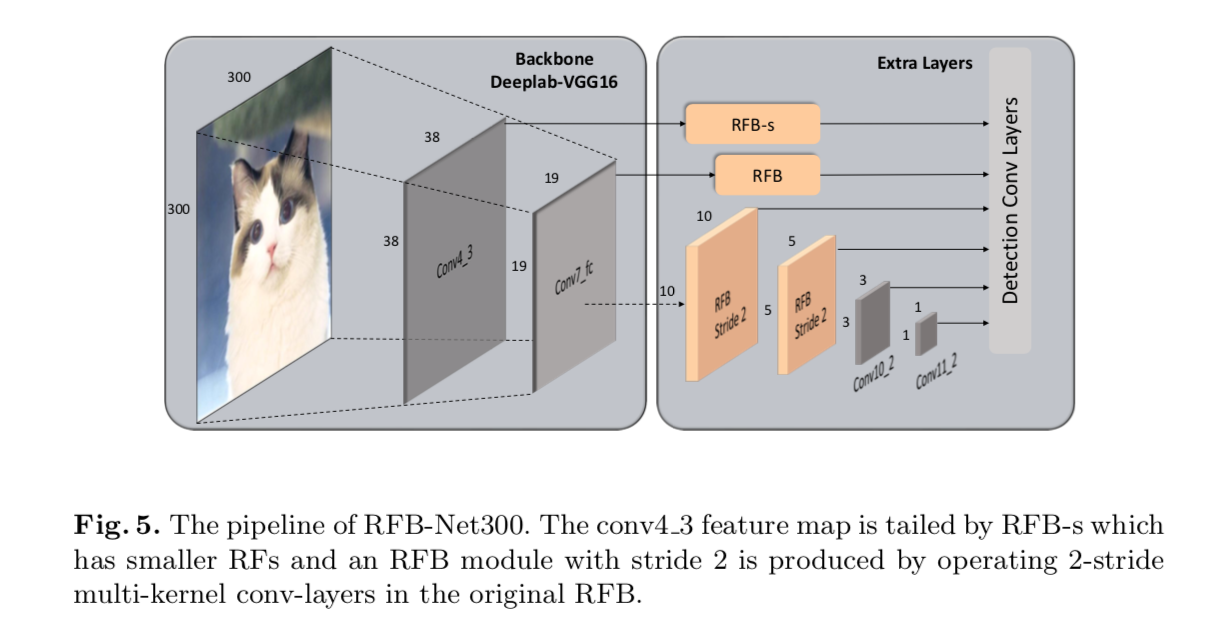 Backbone
Deeplab-VGG16
300
300
38
38
Conv4_3
19
19
Conv7_fc
Extra Layers
RFB-s
RFB
10
10
RFB
Stride 2
5
5
RFB
Stride 2
3
3
Conv10_2
1
1
Conv11_2
Detection Conv Layers
Fig. 5. The pipeline of RFB-Net300. The conv4_3 feature map is tailed by RFB-s which
has smaller RFs and an RFB module with stride 2 is produced by operating 2-stride
multi-kernel conv-layers in the original RFB.